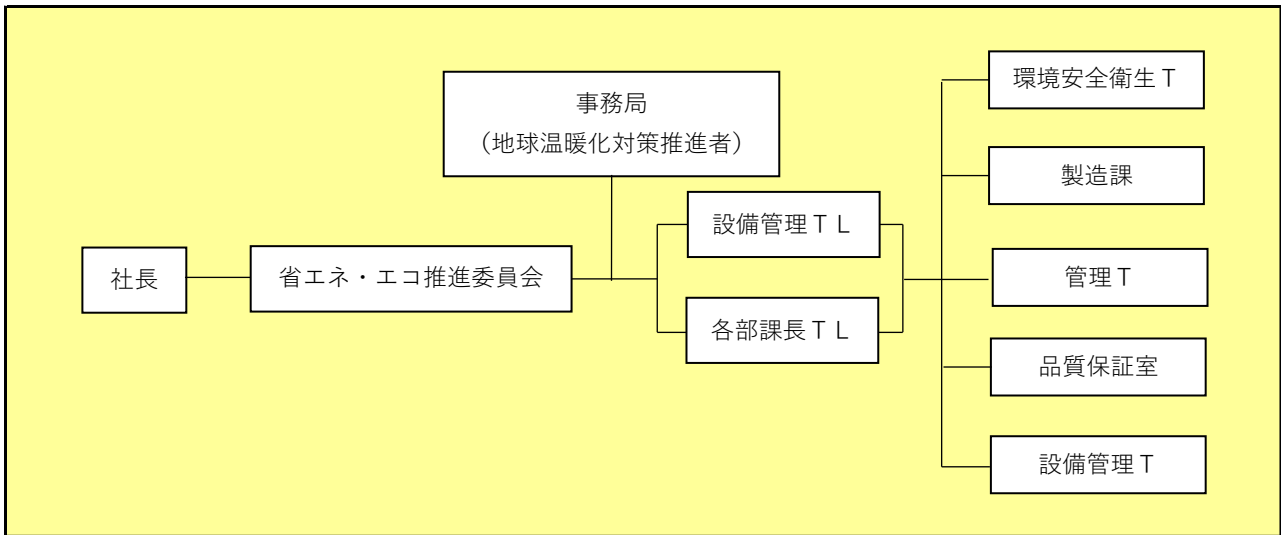 事務局
(地球温暖化対策推進者)
社長
省エネ・エコ推進委員会
設備管理ＴＬ
各部課長ＴＬ
環境安全衛生Ｔ
製造課
管理Ｔ
品質保証室
設備管理Ｔ